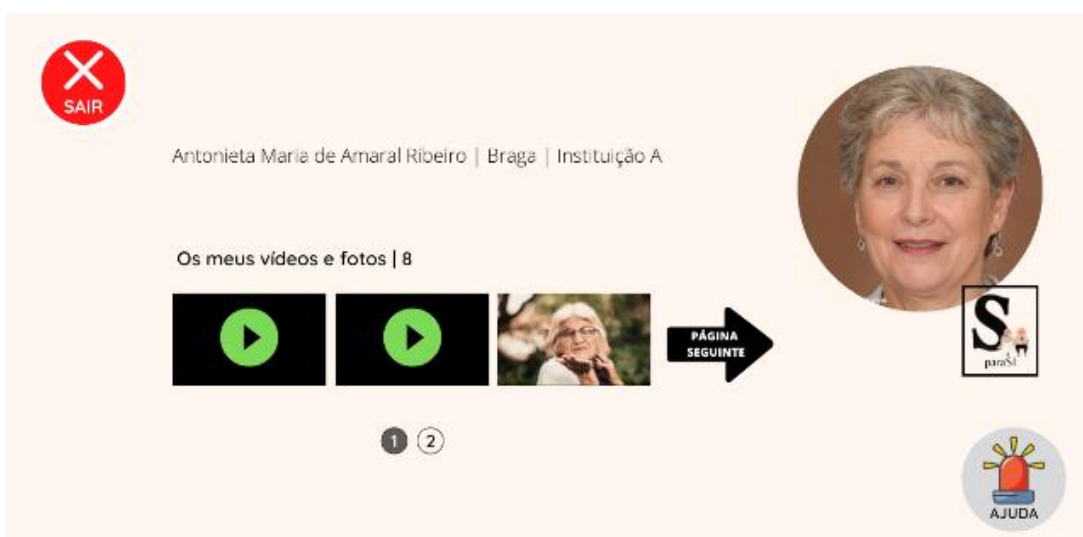 SAIR
Antonieta Maria de Amaral Ribeiro | Braga | Instituição A
Os meus vídeos e fotos | 8
PÁGINA
SEGUINTE
S
paraSi
1 2
AJUDA